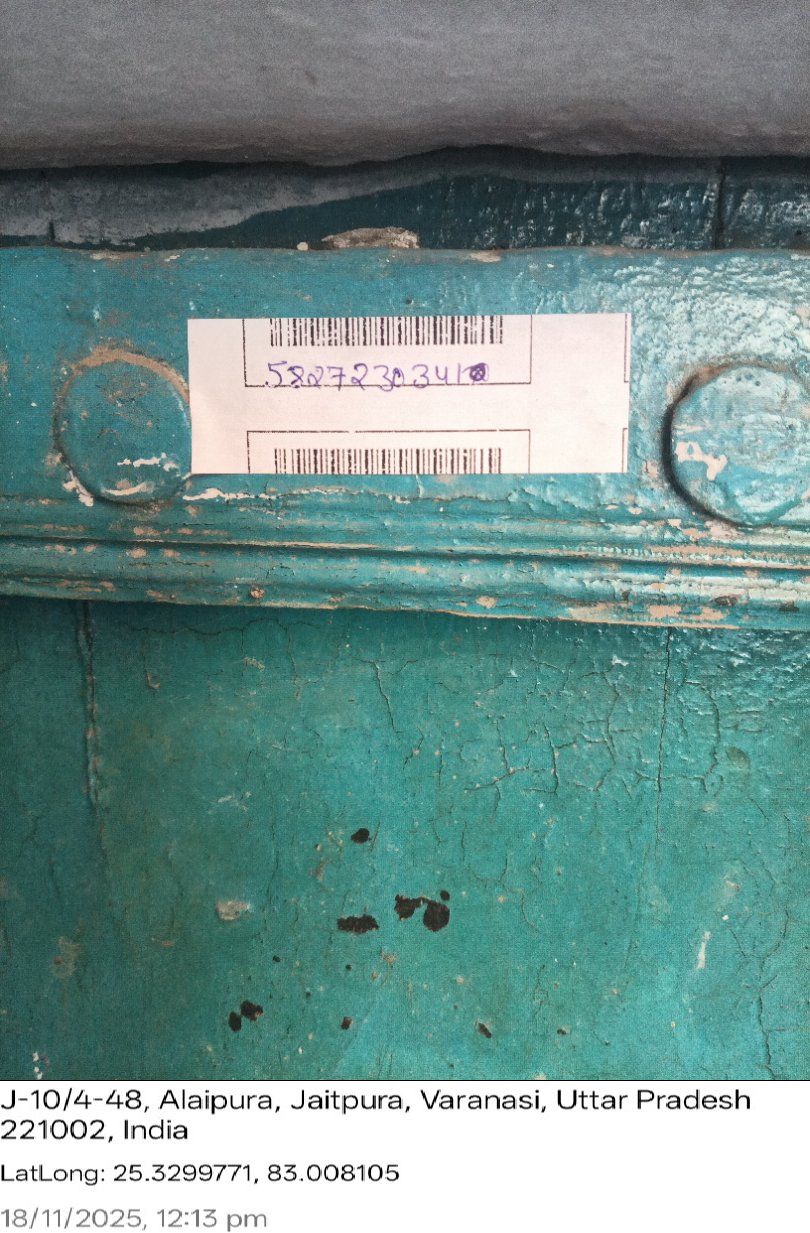 5827230341
J-10/4-48, Alaipura, Jaitpura, Varanasi, Uttar Pradesh
221002, India
LatLong: 25.3299771, 83.008105
18/11/2025, 12:13 pm